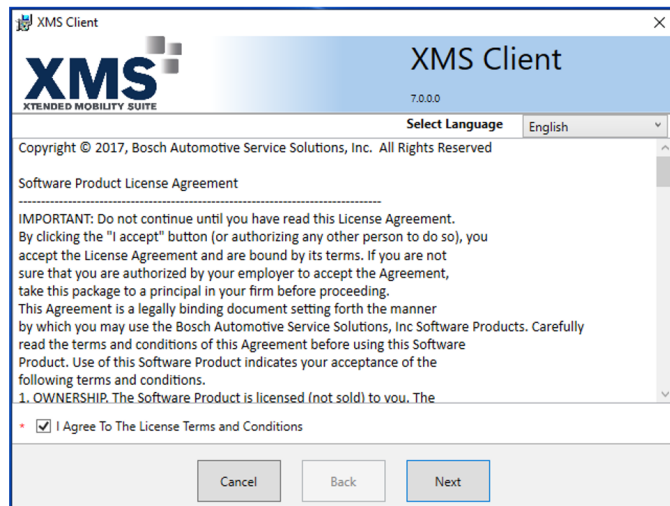 XMS Client
XMS
XTENDED MOBILITY SUITE
XMS Client
7.0.0.0
Select Language English
Copyright © 2017, Bosch Automotive Service Solutions, Inc.  All Rights Reserved
Software Product License Agreement
--------------------------------------------------------------------------------
IMPORTANT: Do not continue until you have read this License Agreement.
By clicking the "I accept" button (or authorizing any other person to do so), you
accept the License Agreement and are bound by its terms. If you are not
sure that you are authorized by your employer to accept the Agreement,
take this package to a principal in your firm before proceeding.
This Agreement is a legally binding document setting forth the manner
by which you may use the Bosch Automotive Service Solutions, Inc Software Products. Carefully
read the terms and conditions of this Agreement before using this Software
Product. Use of this Software Product indicates your acceptance of the
following terms and conditions.
1. OWNERSHIP. The Software Product is licensed (not sold) to you. The
* I Agree To The License Terms and Conditions
Cancel Back Next